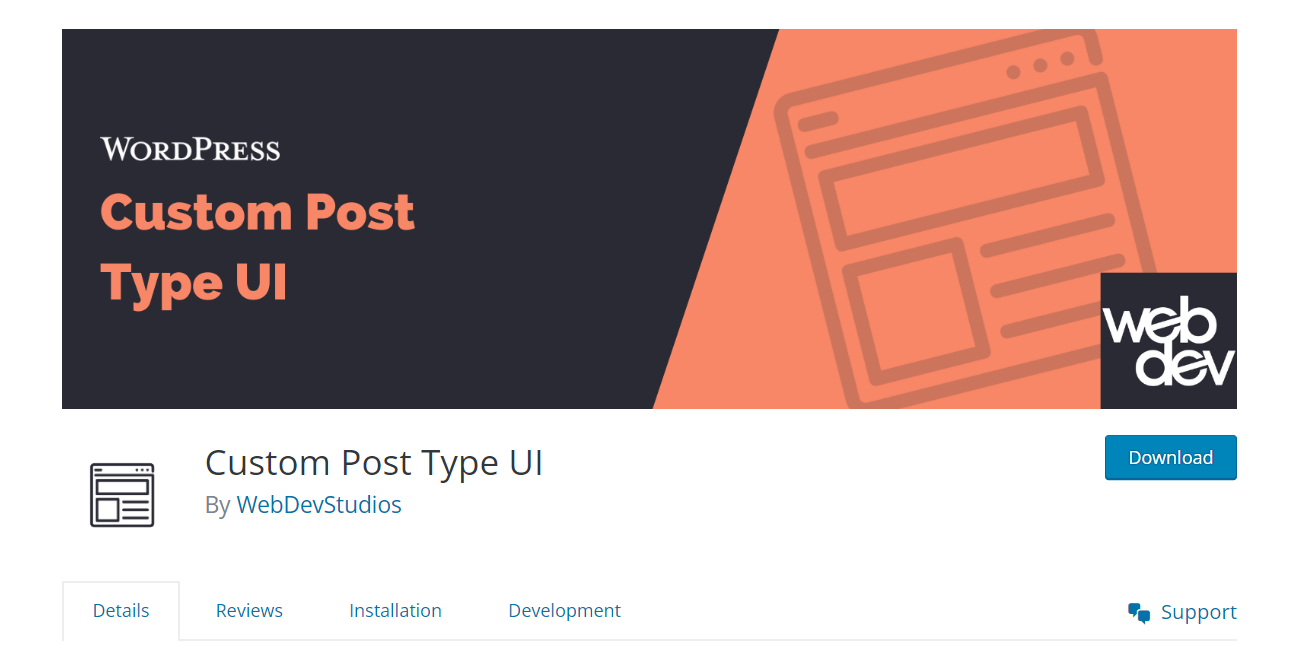 WORDPRESS
Custom Post
Type UI
web
dev
Custom Post Type UI
Download
By WebDevStudios
Details
Reviews
Installation
Development
Support